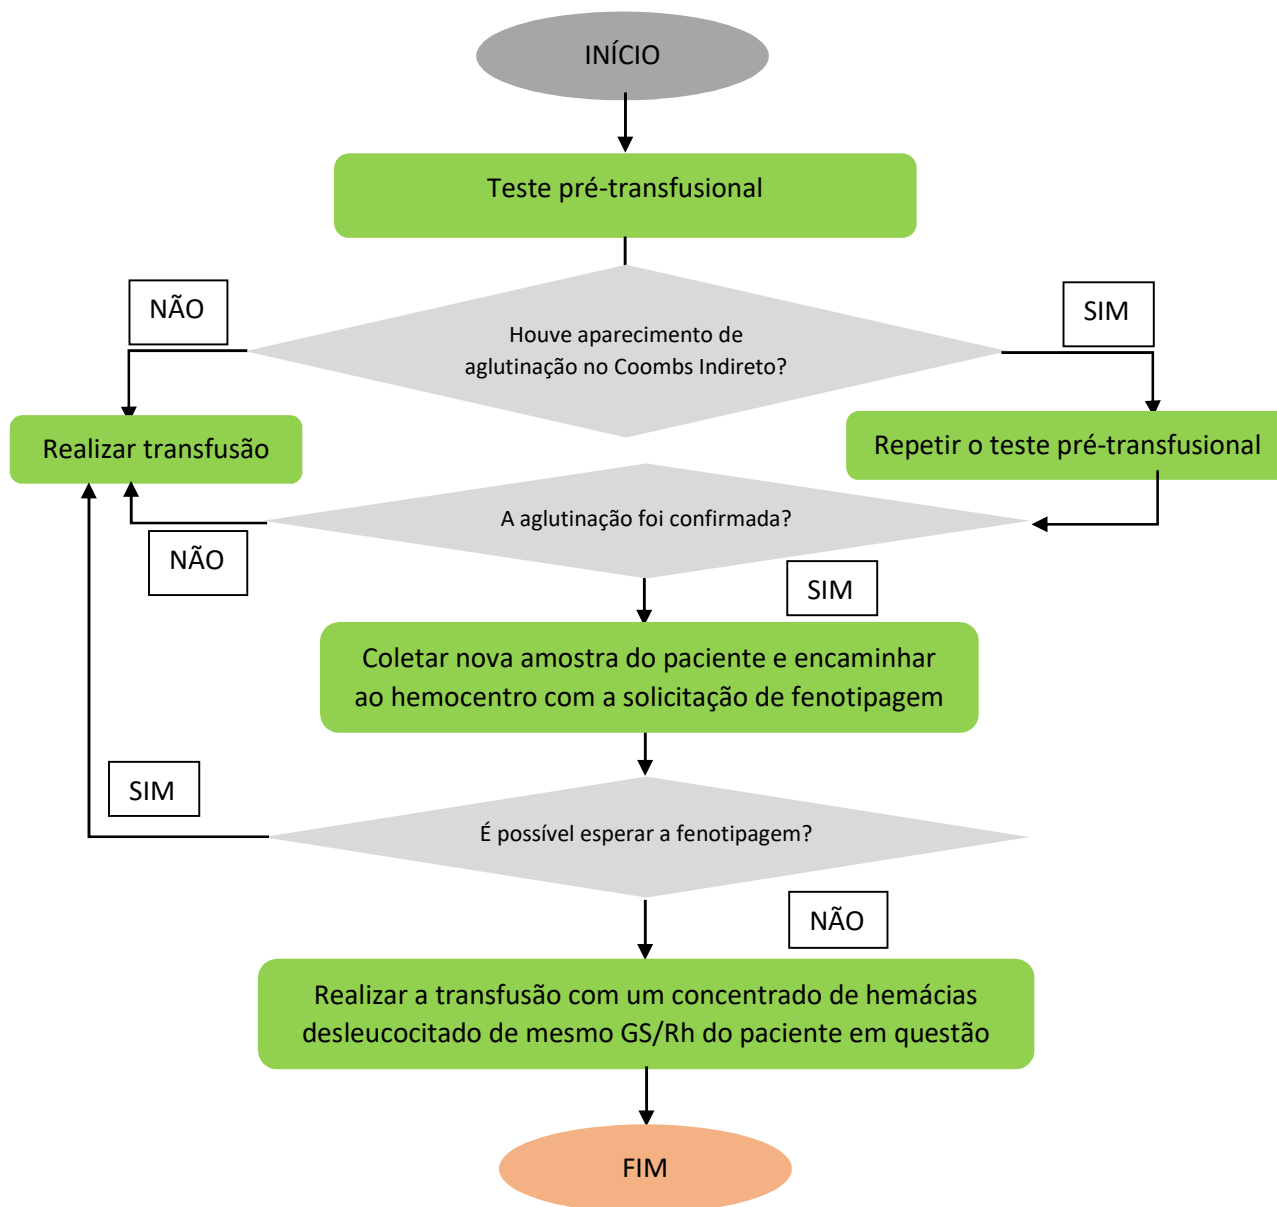 INÍCIO
Teste pré-transfusional
NÃO
SIM
Houve aparecimento de
aglutinação no Coombs Indireto?
Realizar transfusão
Repetir o teste pré-transfusional
A aglutinação foi confirmada?
NÃO
SIM
Coletar nova amostra do paciente e encaminhar
ao hemocentro com a solicitação de fenotipagem
SIM
É possível esperar a fenotipagem?
NÃO
Realizar a transfusão com um concentrado de hemácias
desleucocitado de mesmo GS/Rh do paciente em questão
FIM